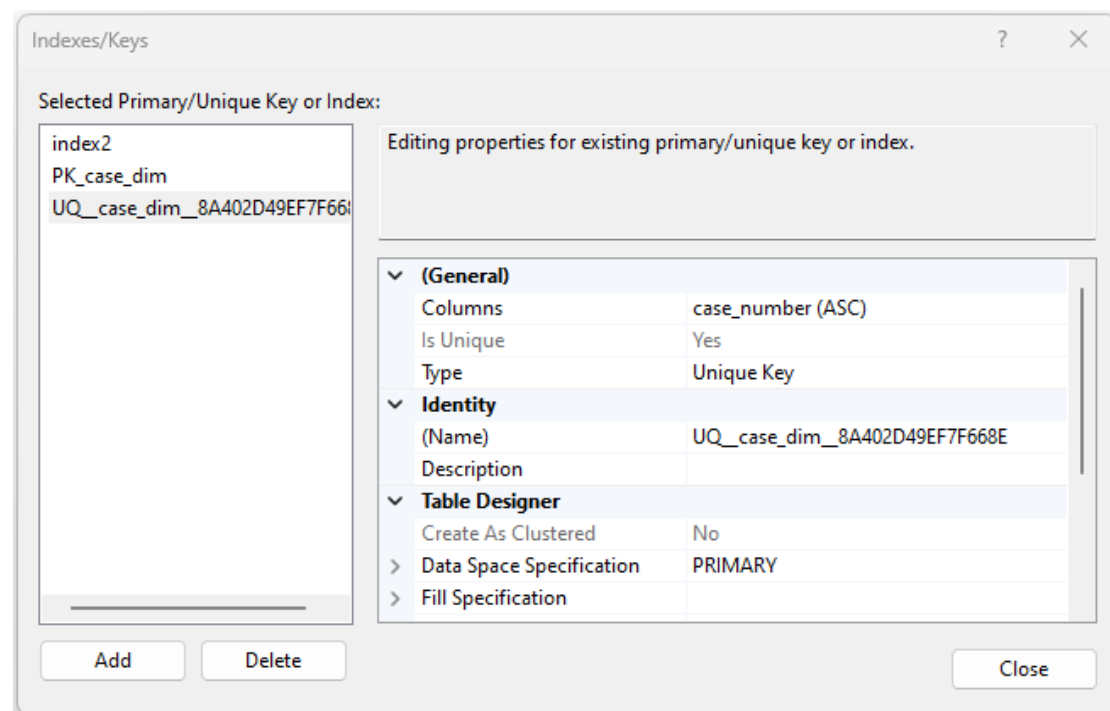 Indexes/Keys
?
Selected Primary/Unique Key or Index:
index2
PK_case_dim
UQ__case_dim__8A402D49EF7F66
Editing properties for existing primary/unique key or index.
(General)
Columns case_number (ASC)
Is Unique Yes
Type Unique Key
Identity
(Name) UQ__case_dim__8A402D49EF7F668E
Description
Table Designer
Create As Clustered No
Data Space Specification PRIMARY
Fill Specification
Add Delete
Close